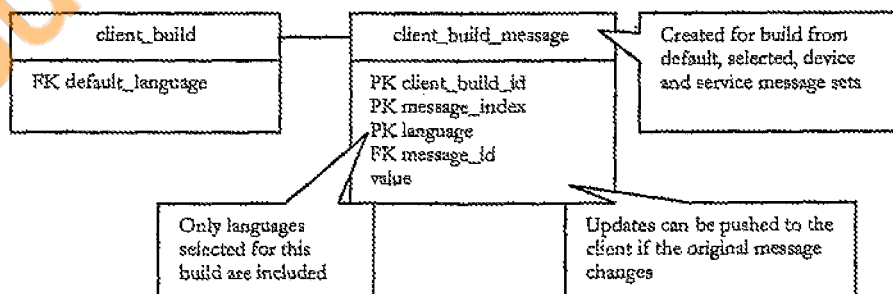 client_build
FK default_language
client_build_message
PK client_build_id
PK message_index
PK language
FK message_id
value
Created for build from
default, selected, device
and service message sets
Only languages
selected for this
build are included
Updates can be pushed to the
client if the original message
changes